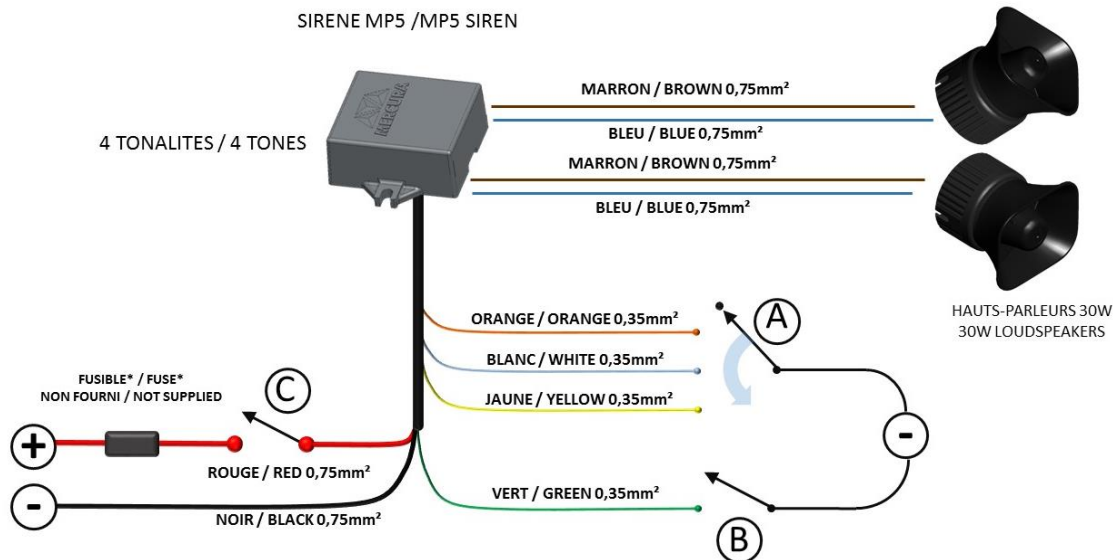 SIRENE MP5 /MP5 SIREN
MARRON / BROWN 0,75mm²
BLEU / BLUE 0,75mm²
4 TONALITES / 4 TONES
MERCURA
MARRON / BROWN 0,75mm²
BLEU / BLUE 0,75mm²
HAUTS-PARLEURS 30W
30W LOUDSPEAKERS
ORANGE / ORANGE 0,35mm²
A
BLANC / WHITE 0,35mm²
JAUNE / YELLOW 0,35mm²
FUSIBLE* / FUSE*
NON FOURNI / NOT SUPPLIED
C
+
-
ROUGE / RED 0,75mm²
-
NOIR / BLACK 0,75mm²
VERT / GREEN 0,35mm²
B